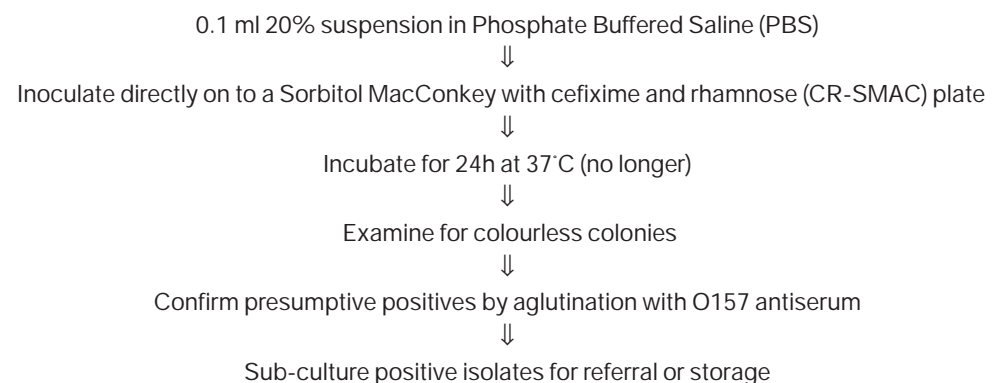 0.1 ml 20% suspension in Phosphate Buffered Saline (PBS)
⇓
Inoculate directly on to a Sorbitol MacConkey with cefixime and rhamnose (CR-SMAC) plate
⇓
Incubate for 24h at 37°C (no longer)
⇓
Examine for colourless colonies
⇓
Confirm presumptive positives by aglutination with O157 antiserum
⇓
Sub-culture positive isolates for referral or storage